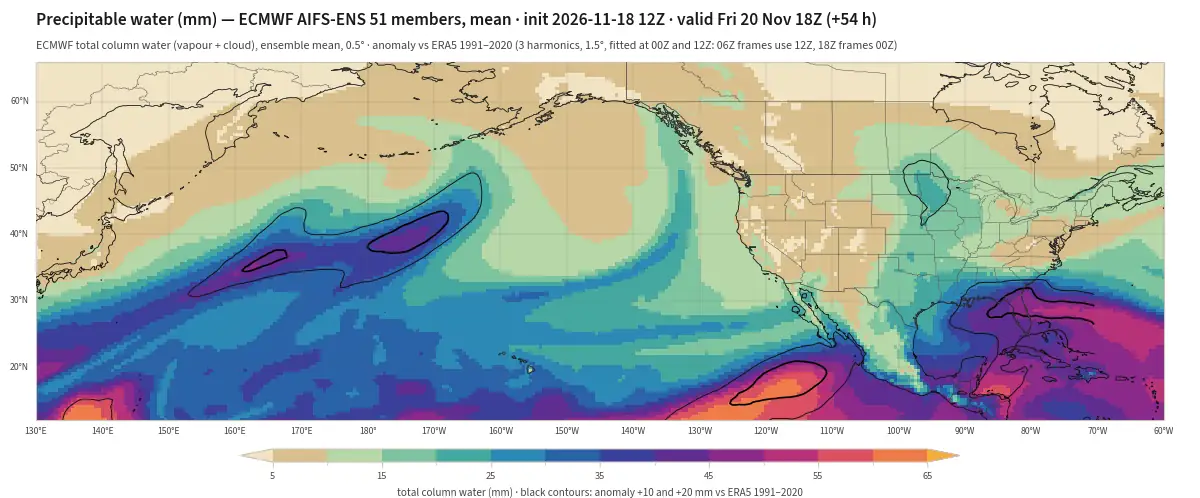 Precipitable water (mm) — ECMWF AIFS-ENS 51 members, mean · init 2026-11-18 12Z · valid Fri 20 Nov 18Z (+54 h)
ECMWF total column water (vapour + cloud), ensemble mean, 0.5° · anomaly vs ERA5 1991–2020 (3 harmonics, 1.5°, fitted at 00Z and 12Z: 06Z frames use 12Z, 18Z frames 00Z)
60°N
50°N
40°N
30°N
20°N
130°E 140°E 150°E 160°E 170°E 180° 170°W 160°W 150°W 140°W 130°W 120°W 110°W 100°W 90°W 80°W 70°W 60°W
5 15 25 35 45 55 65
total column water (mm) · black contours: anomaly +10 and +20 mm vs ERA5 1991–2020